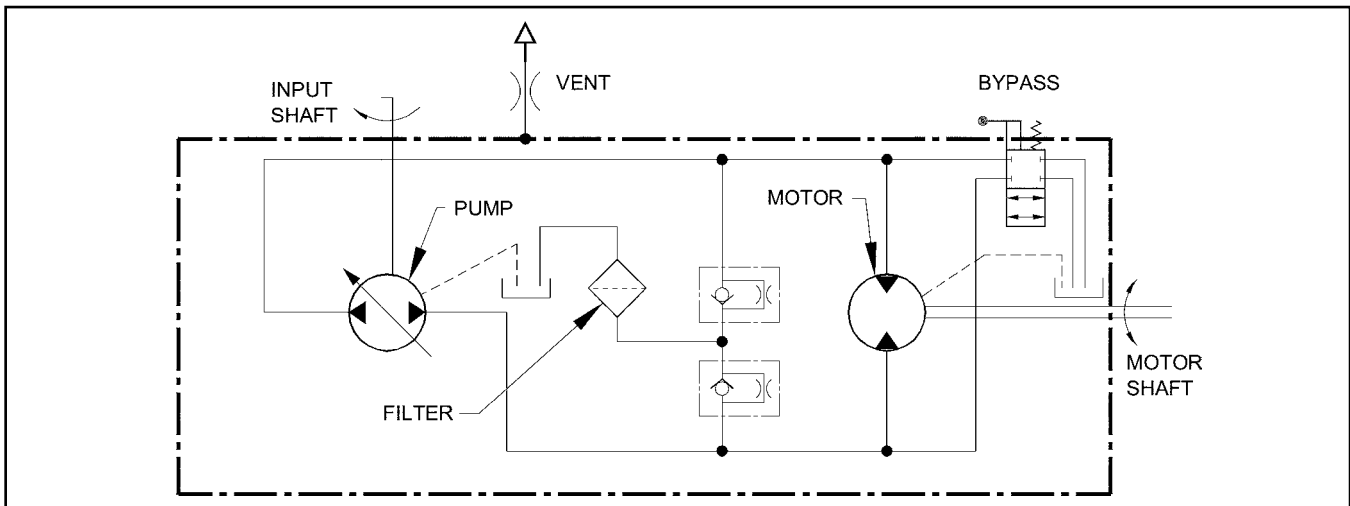 INPUT
SHAFT
VENT
BYPASS
PUMP
MOTOR
FILTER
MOTOR
SHAFT